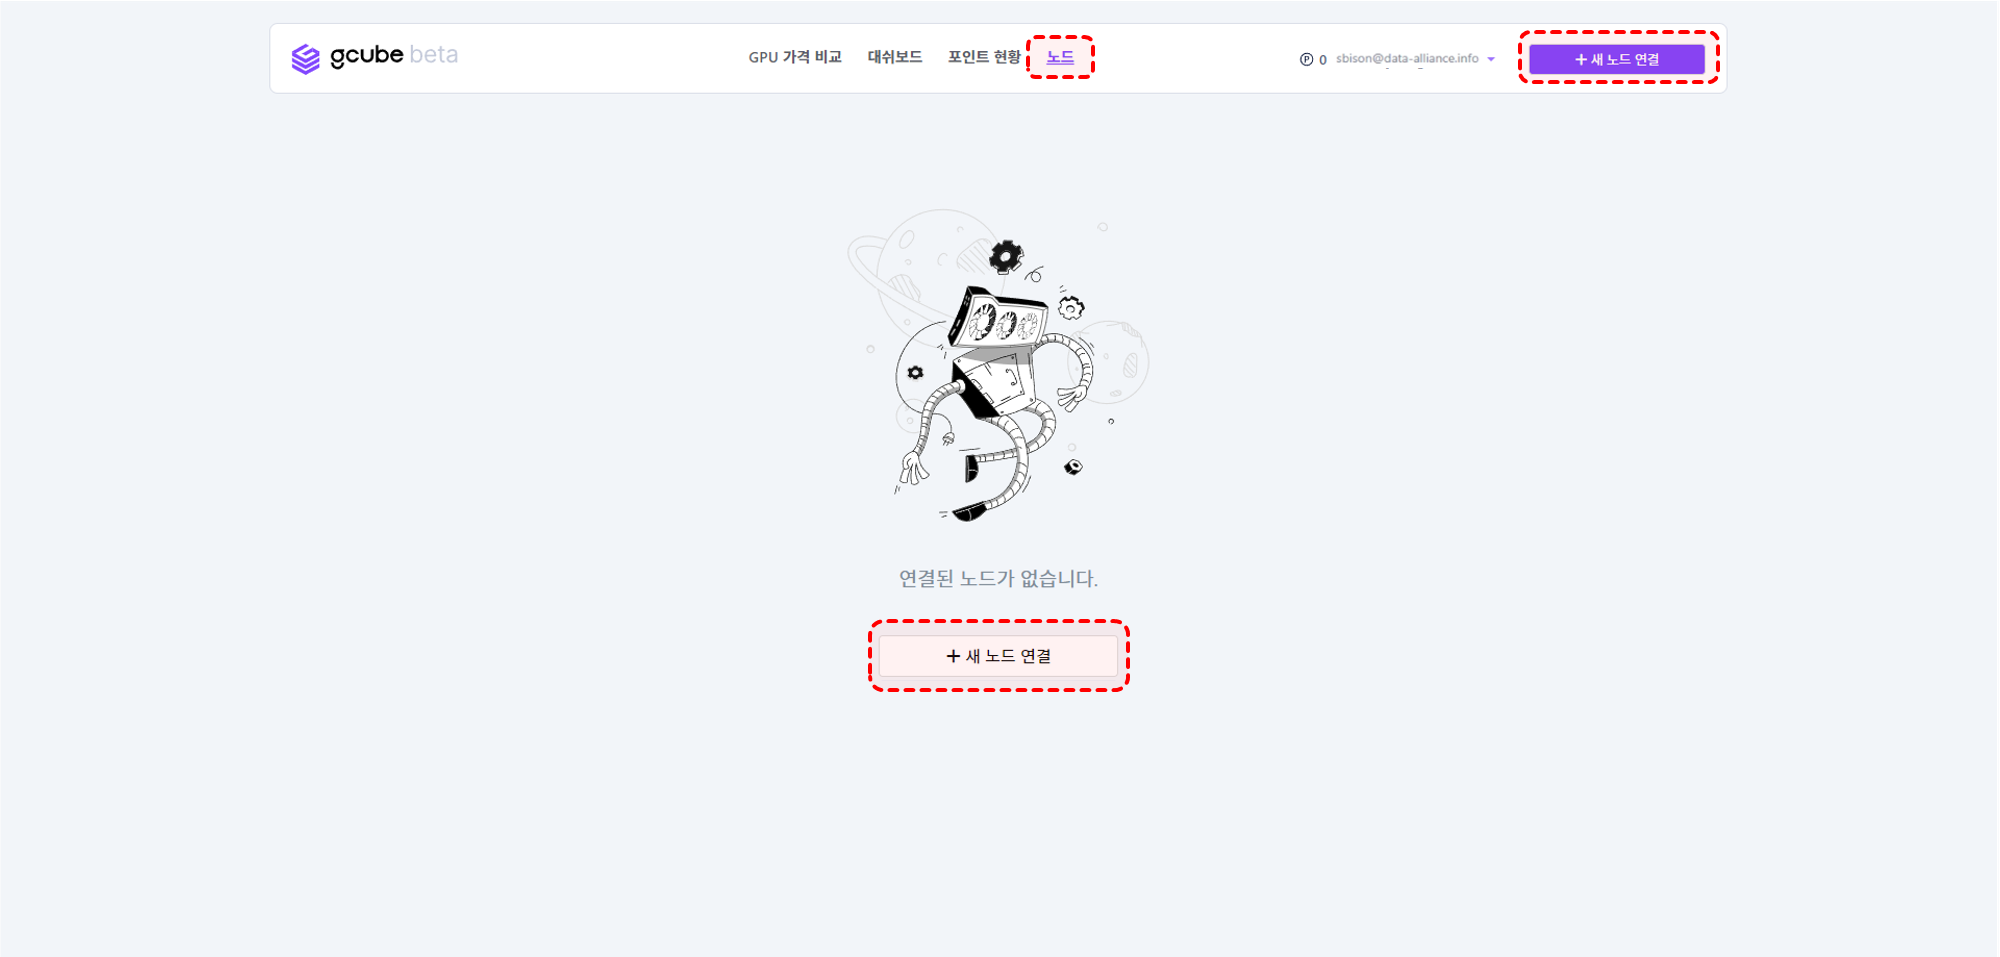 gcube beta
GPU 가격 비교 대쉬보드 포인트 현황 노드
P 0 sbison@data-alliance.info
+ 새 노드 연결
연결된 노드가 없습니다.
+ 새 노드 연결